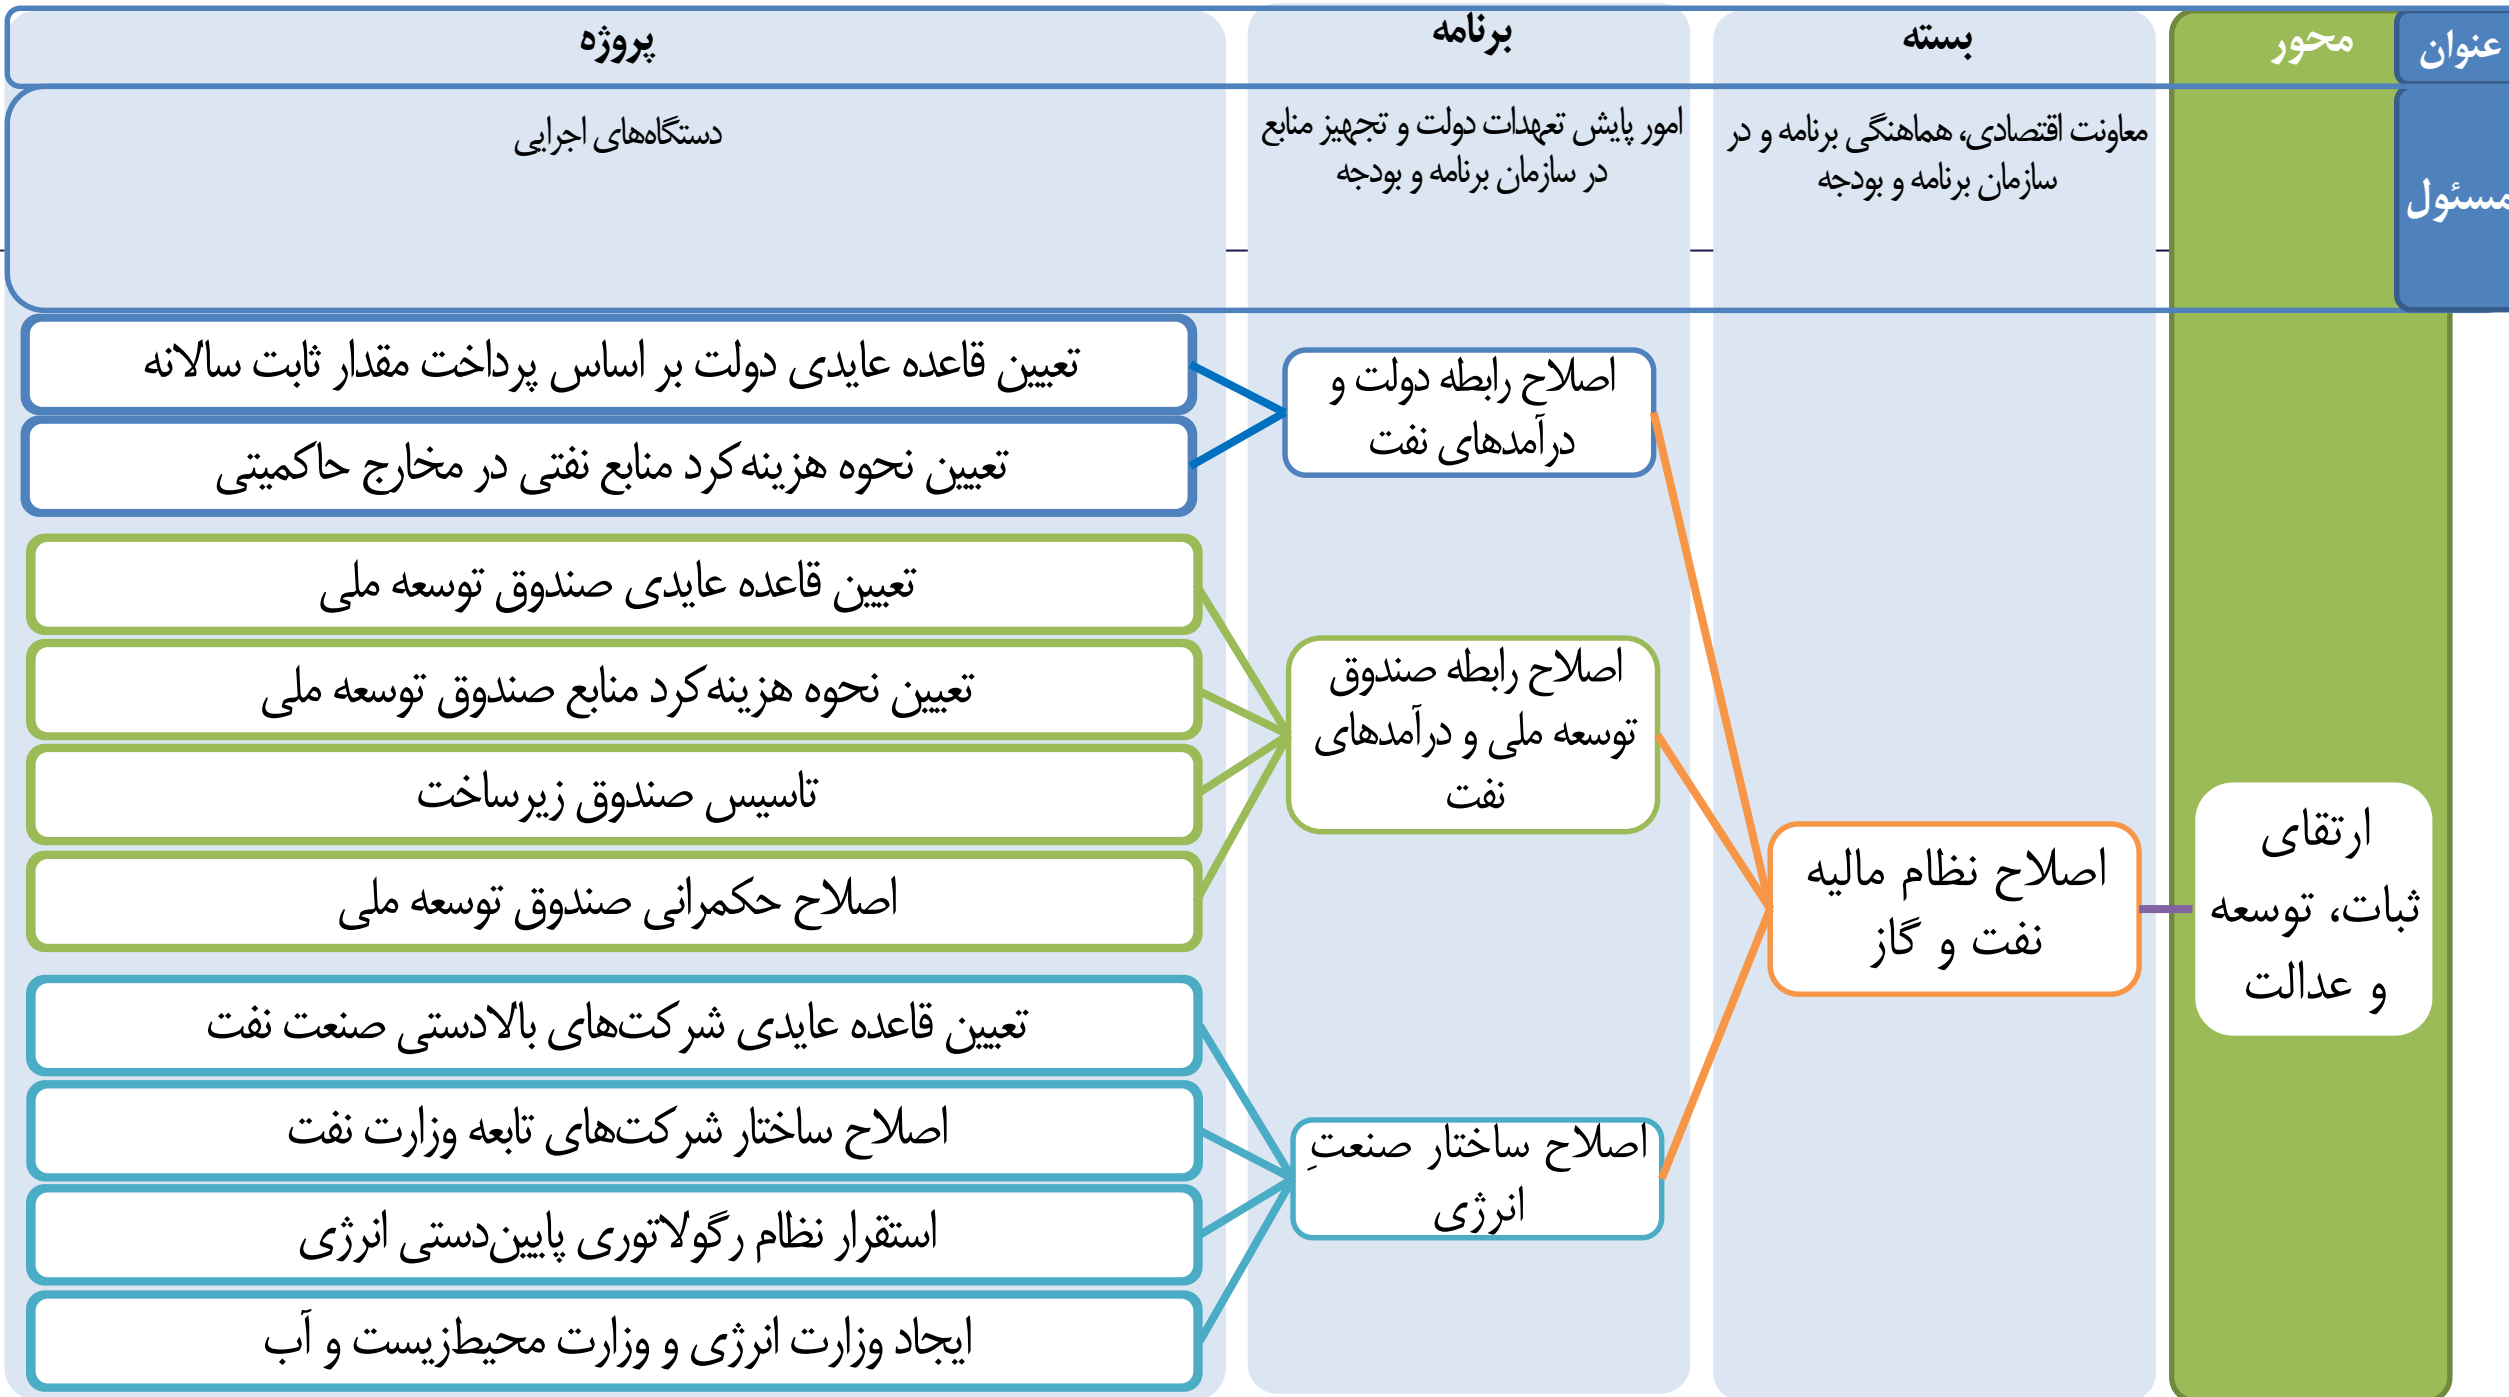 عنوان
محور
بسته
برنامه
پروژه
مسئول
معاونت اقتصادی، هماهنگی برنامه و در
سازمان برنامه و بودجه
امور پایش تعهدات دولت و تجهیز منابع
در سازمان برنامه و بودجه
دستگاه‌های اجرایی
ارتقای
ثبات، توسعه
و عدالت
اصلاح نظام مالیه
نفت و گاز
اصلاح رابطه دولت و
درآمدهای نفت
تعیین قاعده عایدی دولت بر اساس پرداخت مقدار ثابت سالانه
تعیین نحوه هزینه‌کرد منابع نفتی در مخارج حاکمیتی
اصلاح رابطه صندوق
توسعه ملی و درآمدهای
نفت
تعیین قاعده عایدی صندوق توسعه ملی
تعیین نحوه هزینه‌کرد منابع صندوق توسعه ملی
تاسیس صندوق زیرساخت
اصلاح حکمرانی صندوق توسعه ملی
اصلاح ساختار صنعتِ
انرژی
تعیین قاعده عایدی شرکت‌های بالادستی صنعت نفت
اصلاح ساختار شرکت‌های تابعه وزارت نفت
استقرار نظام رگولاتوری پایین‌دستی انرژی
ایجاد وزارت انرژی و وزارت محیط‌زیست و آب